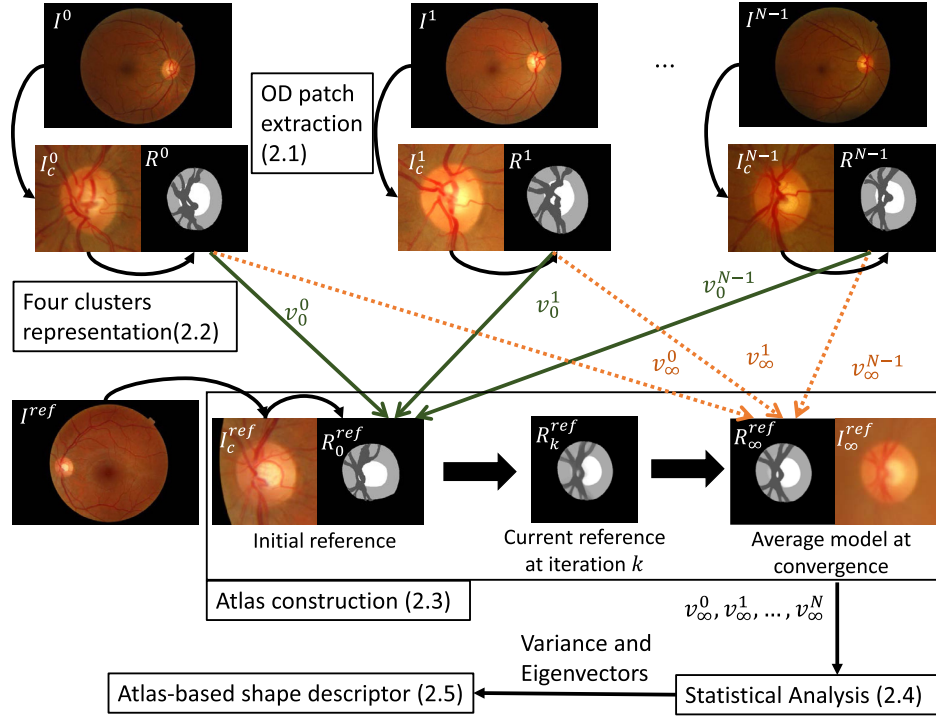 I^0
I^1
I^{N-1}
...
OD patch
extraction
(2.1)
I_c^0
R^0
I_c^1
R^1
I_c^{N-1}
R^{N-1}
Four clusters
representation(2.2)
v_0^0
v_0^1
v_0^{N-1}
v_∞^0
v_∞^1
v_∞^{N-1}
I^{ref}
I_c^{ref}
R_0^{ref}
R_k^{ref}
R_∞^{ref}
I_∞^{ref}
Initial reference
Current reference
at iteration k
Average model at
convergence
Atlas construction (2.3)
v_∞^0, v_∞^1, ... , v_∞^N
Variance and
Eigenvectors
Atlas-based shape descriptor (2.5)
Statistical Analysis (2.4)